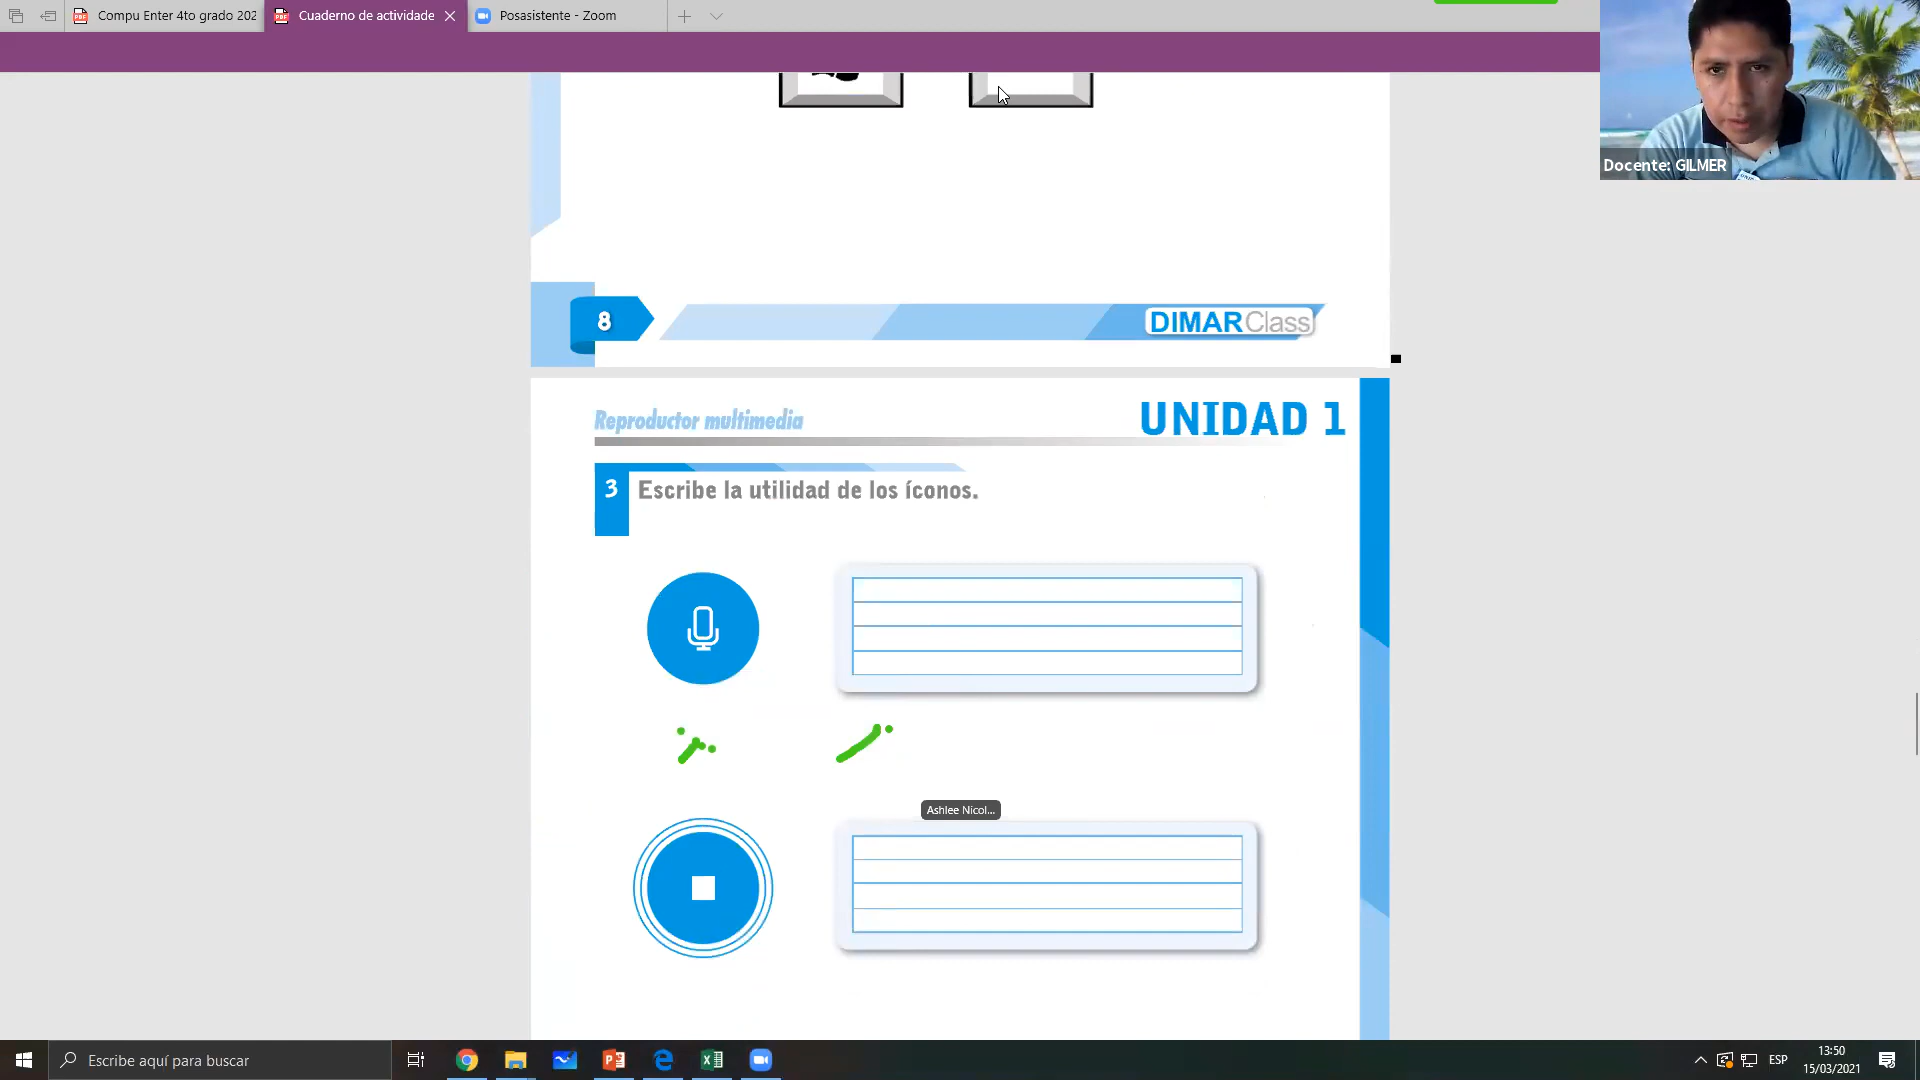 Compu Enter 4to grado 202
Cuaderno de actividade
Posasistente - Zoom
Docente: GILMER
8
DIMARClass
Reproductor multimedia
UNIDAD 1
3
Escribe la utilidad de los íconos.
Ashlee Nicol...
Escribe aquí para buscar
ESP
13:50
15/03/2021